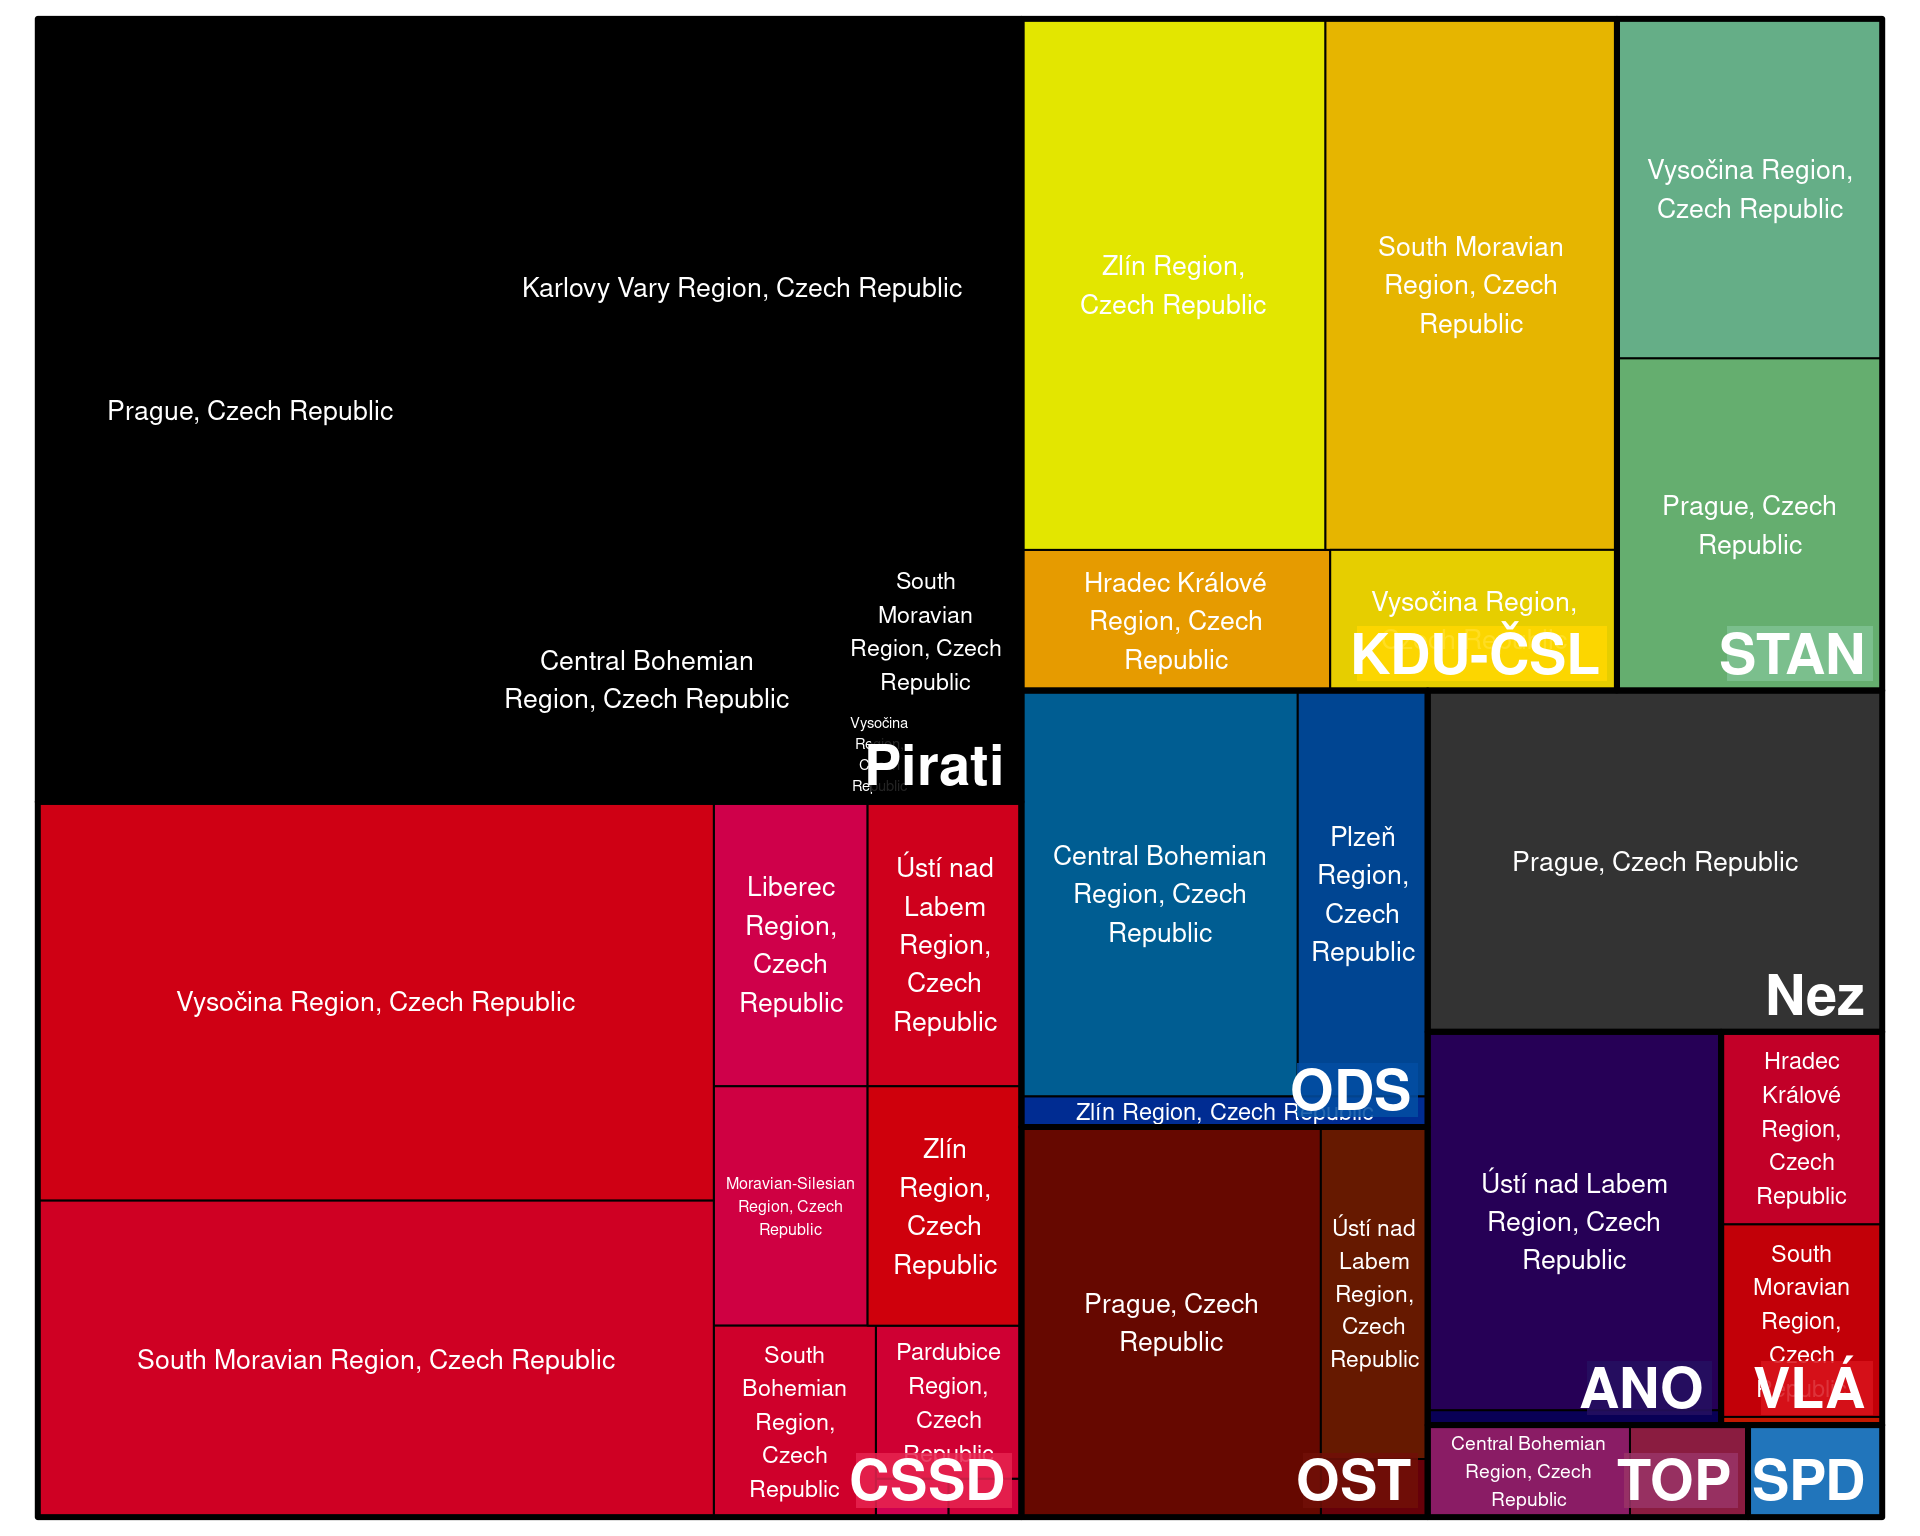 Karlovy Vary Region, Czech Republic
Prague, Czech Republic
Central Bohemian
Region, Czech Republic
South
Moravian
Region, Czech
Republic
Vysočina
Republic
Pirati
Zlín Region,
Czech Republic
South Moravian
Region, Czech
Republic
Hradec Králové
Region, Czech
Republic
Vysočina Region,
KDU-ČSL
Vysočina Region,
Czech Republic
Prague, Czech
Republic
STAN
Vysočina Region, Czech Republic
South Moravian Region, Czech Republic
Liberec
Region,
Czech
Republic
Ústí nad
Labem
Region,
Czech
Republic
Moravian-Silesian
Region, Czech
Republic
Zlín
Region,
Czech
Republic
South
Bohemian
Region,
Czech
Republic
Pardubice
Region,
Czech
Republic
CSSD
Central Bohemian
Region, Czech
Republic
Plzeň
Region,
Czech
Republic
Zlín Region, Czech Republic
ODS
Prague, Czech Republic
Nez
Prague, Czech
Republic
Ústí nad
Labem
Region,
Czech
Republic
OST
Ústí nad Labem
Region, Czech
Republic
ANO
Hradec
Králové
Region,
Czech
Republic
South
Moravian
Region,
Czech
VLÁ
Central Bohemian
Region, Czech
Republic
TOP
SPD